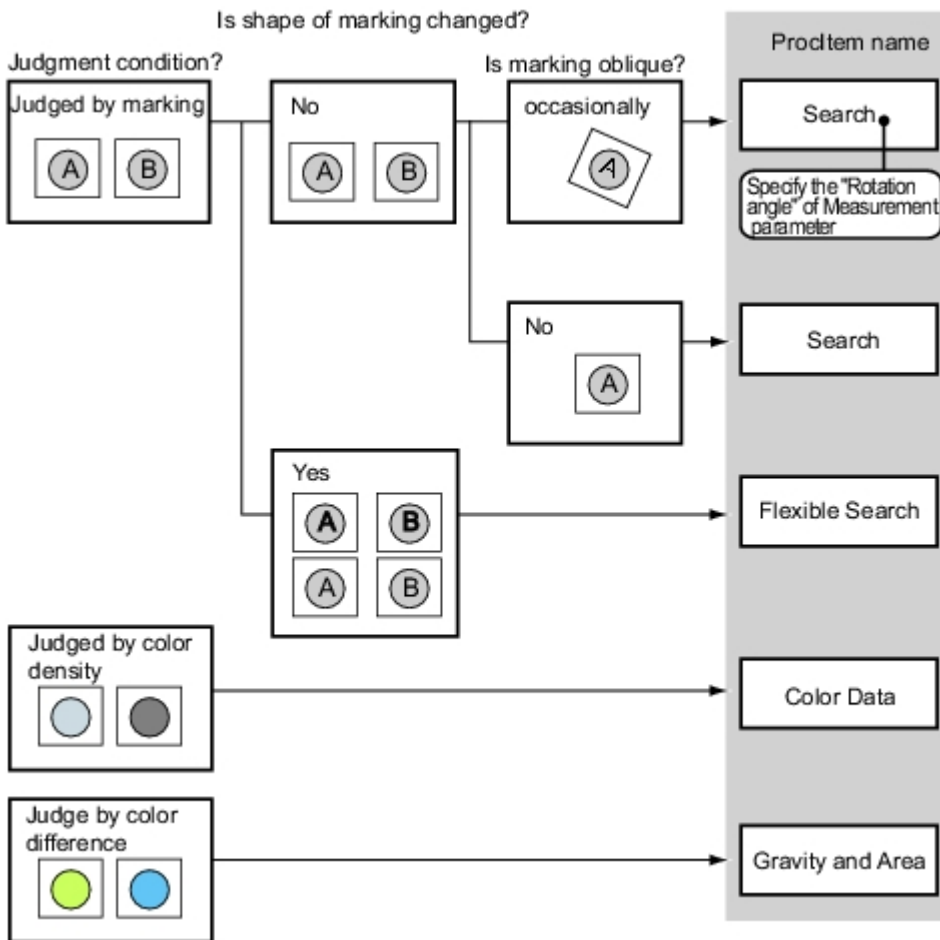 Is shape of marking changed?
ProcItem name
Judgment condition?
Is marking oblique?
Judged by marking
A
B
No
A
B
occasionally
A
Search
Specify the "Rotation
angle" of Measurement
parameter
No
A
Search
Yes
A
B
A
B
Flexible Search
Judged by color
density
Color Data
Judge by color
difference
Gravity and Area